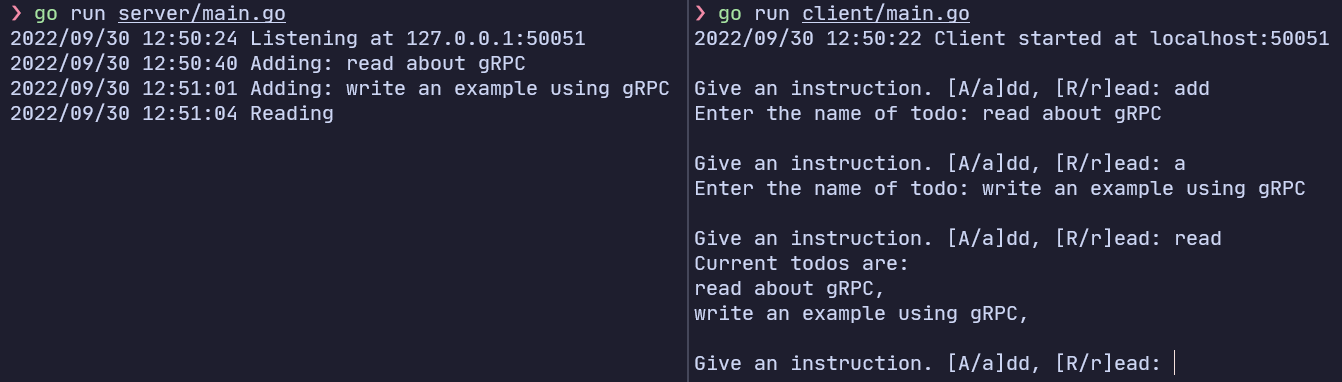 ❯ go run server/main.go
2022/09/30 12:50:24 Listening at 127.0.0.1:50051
2022/09/30 12:50:40 Adding: read about gRPC
2022/09/30 12:51:01 Adding: write an example using gRPC
2022/09/30 12:51:04 Reading
❯ go run client/main.go
2022/09/30 12:50:22 Client started at localhost:50051
Give an instruction. [A/a]dd, [R/r]ead: add
Enter the name of todo: read about gRPC
Give an instruction. [A/a]dd, [R/r]ead: a
Enter the name of todo: write an example using gRPC
Give an instruction. [A/a]dd, [R/r]ead: read
Current todos are:
read about gRPC,
write an example using gRPC,
Give an instruction. [A/a]dd, [R/r]ead: